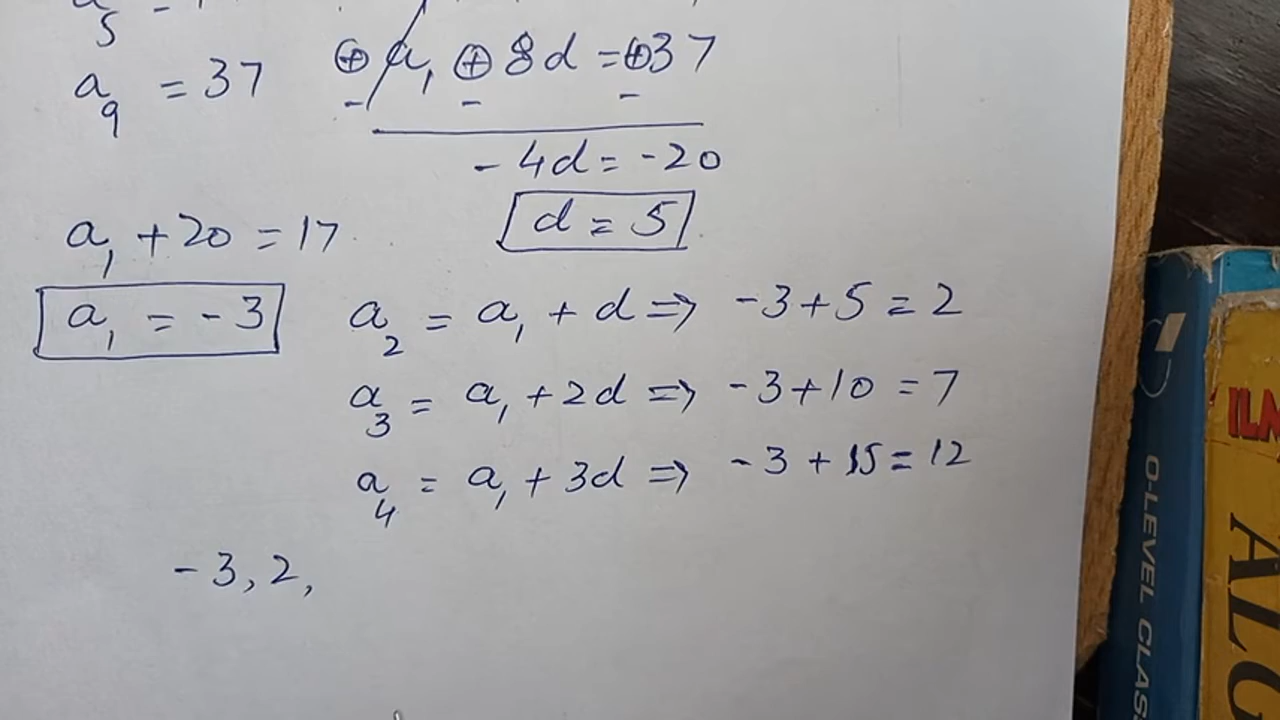 a₅ =
a₉ = 37
⊕ a₁ ⊕ 8d = ⊕37
- - -
- 4d = -20
d = 5
a₁ + 20 = 17
a₁ = - 3
a₂ = a₁ + d ⇒ -3+5 = 2
a₃ = a₁ + 2d ⇒ -3+10 = 7
a₄ = a₁ + 3d ⇒ -3 + 15 = 12
-3, 2,
O-LEVEL CLAS